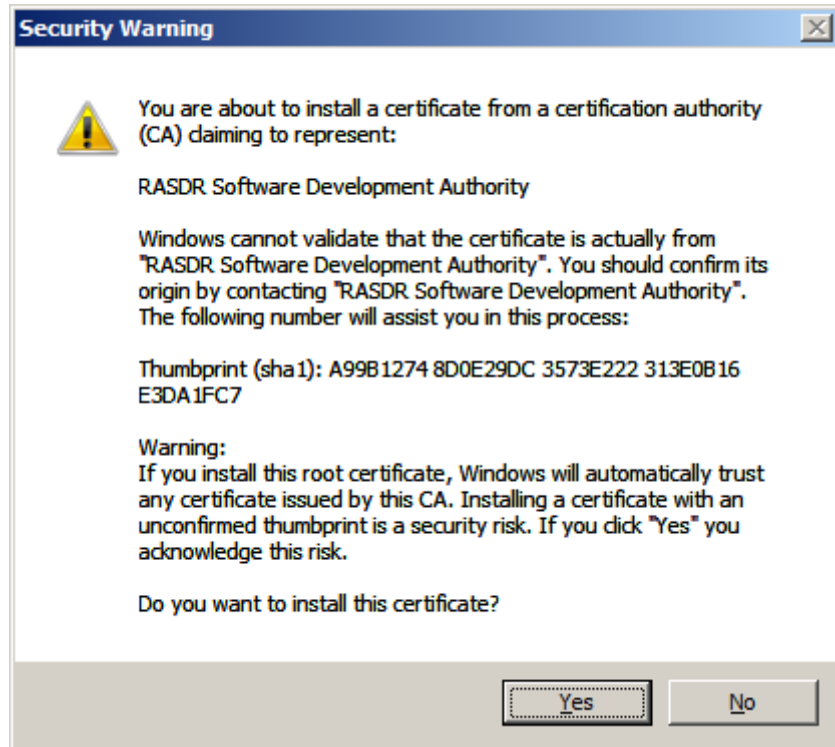 Security Warning
You are about to install a certificate from a certification authority
(CA) claiming to represent:
RASDR Software Development Authority
Windows cannot validate that the certificate is actually from
"RASDR Software Development Authority". You should confirm its
origin by contacting "RASDR Software Development Authority".
The following number will assist you in this process:
Thumbprint (sha1): A99B1274 8D0E29DC 3573E222 313E0B16
E3DA1FC7
Warning:
If you install this root certificate, Windows will automatically trust
any certificate issued by this CA. Installing a certificate with an
unconfirmed thumbprint is a security risk. If you click "Yes" you
acknowledge this risk.
Do you want to install this certificate?
Yes No